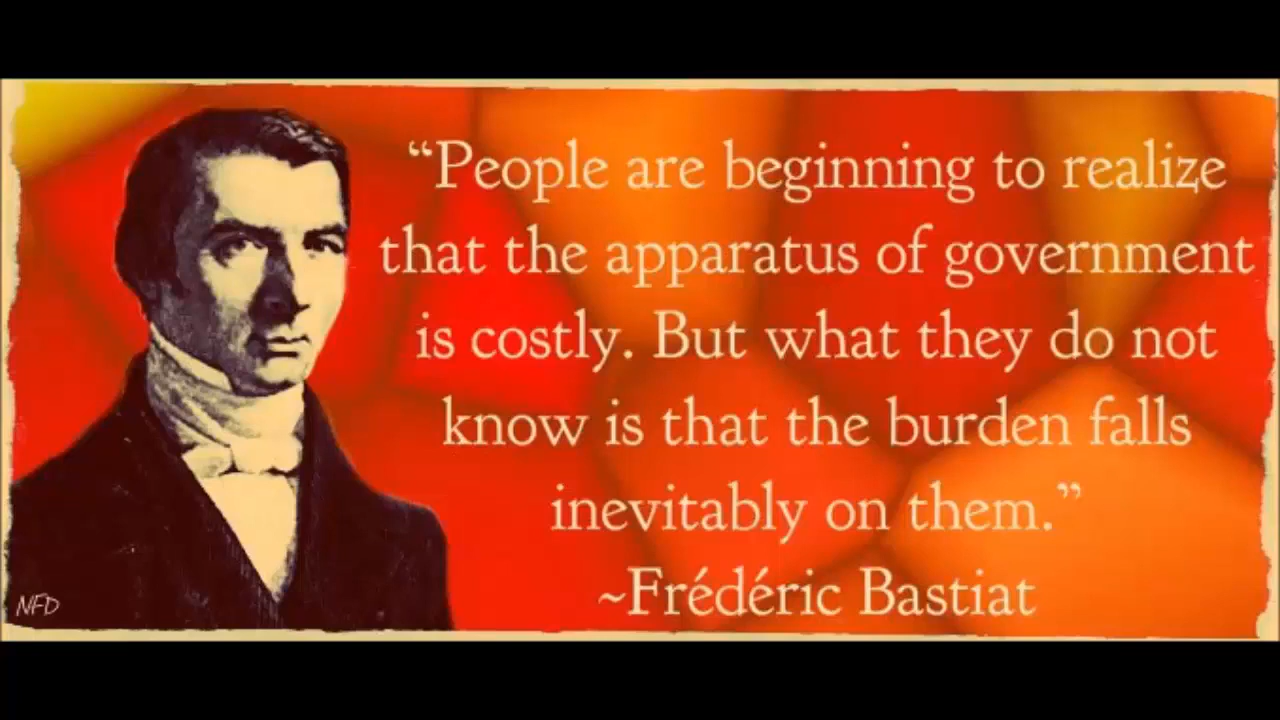 “People are beginning to realize
that the apparatus of government
is costly. But what they do not
know is that the burden falls
inevitably on them.”
~Frédéric Bastiat
NFD